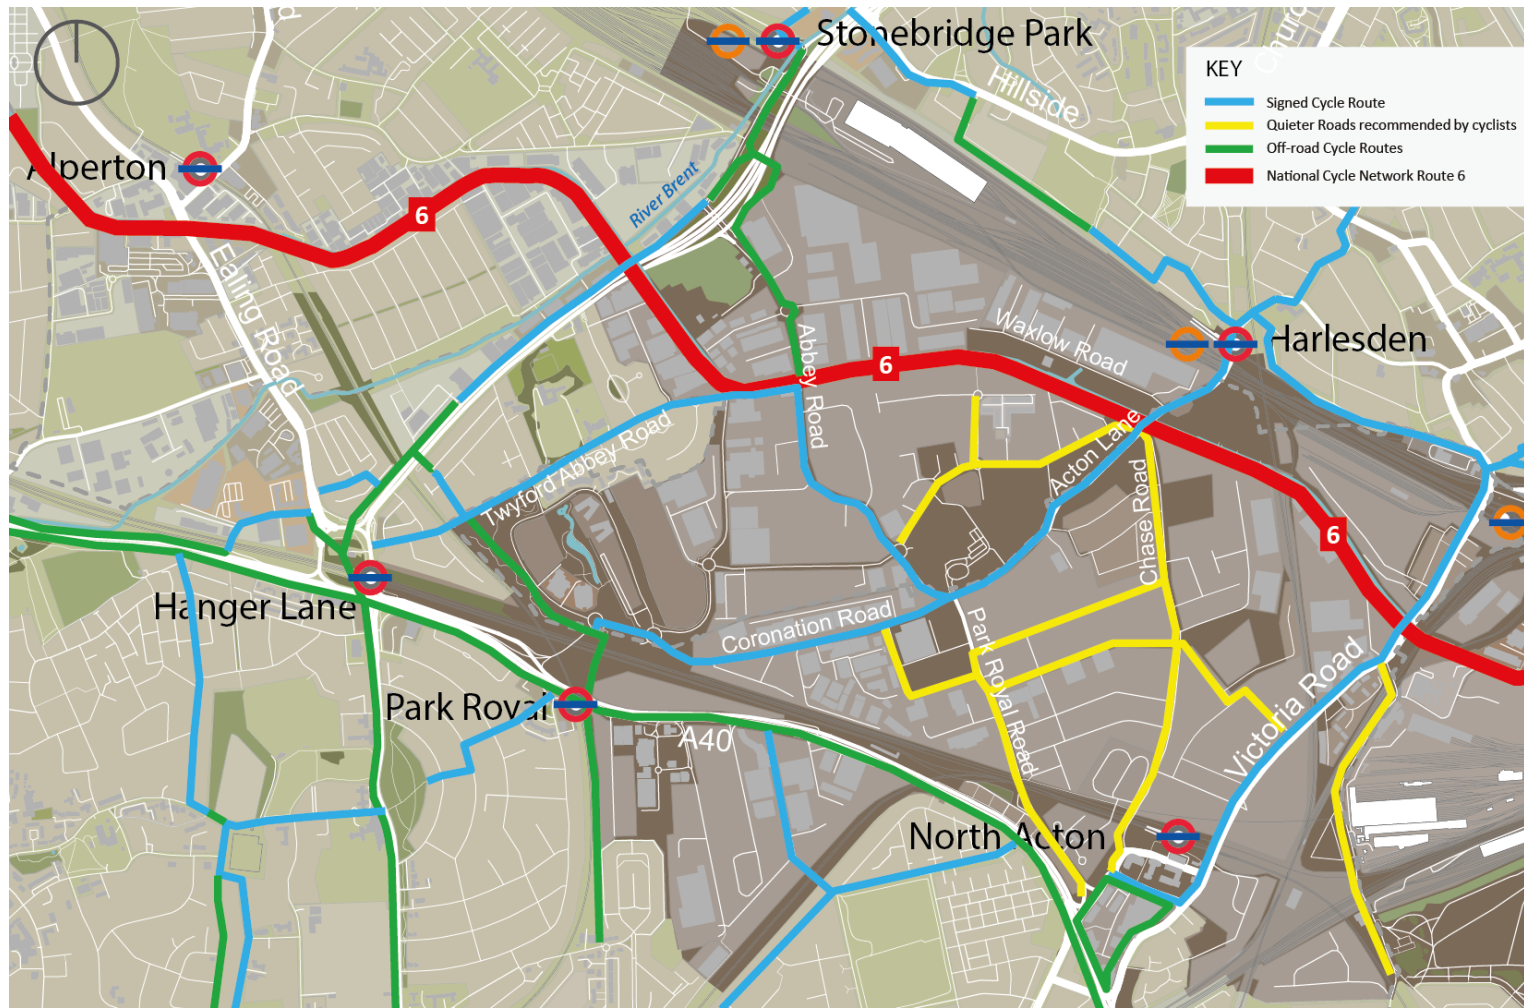 Stonebridge Park
Hillside
KEY
Signed Cycle Route
Quieter Roads recommended by cyclists
Off-road Cycle Routes
National Cycle Network Route 6
Alperton
River Brent
6
Ealing Road
6
Waxlow Road
Harlesden
Abbey Road
Acton Lane
Twyford Abbey Road
Chase Road
6
Hanger Lane
Coronation Road
Park Royal Road
Victoria Road
Park Royal
A40
North Acton